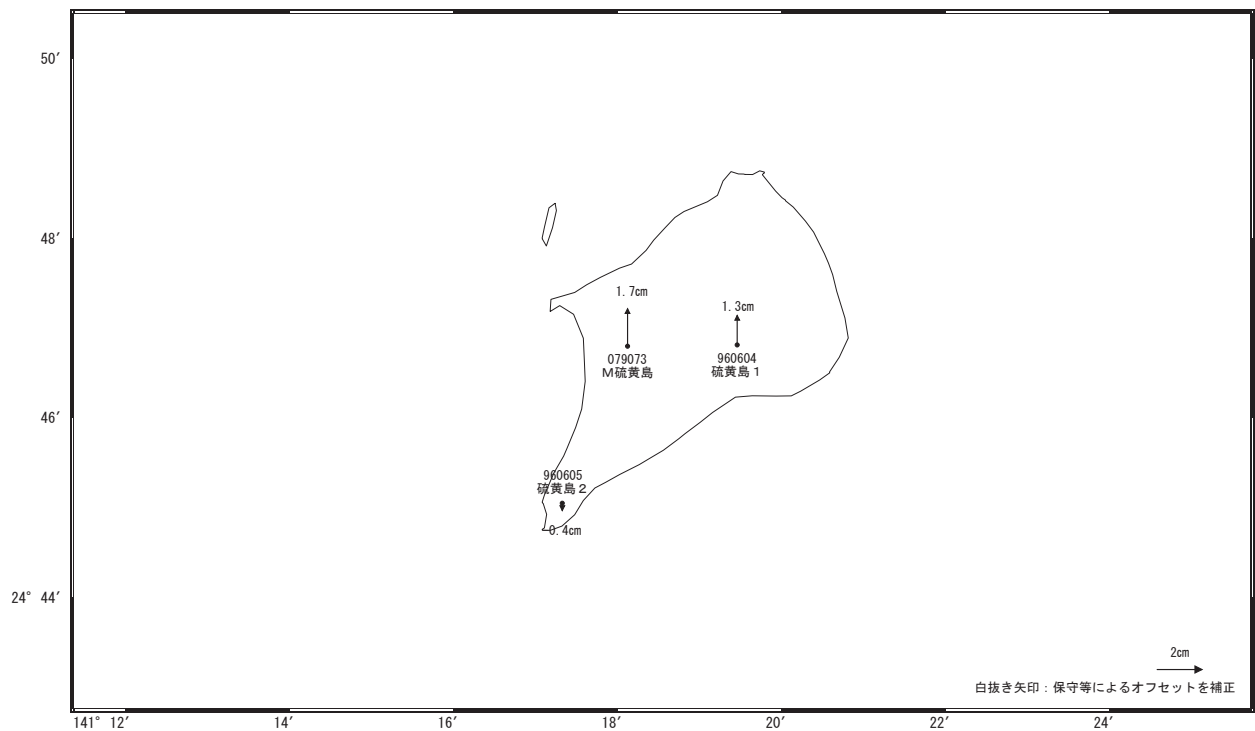 50′
48′
1.7cm
1.3cm
079073
M硫黄島
960604
硫黄島１
46′
960605
硫黄島２
0.4cm
24° 44′
2cm
白抜き矢印：保守等によるオフセットを補正
141° 12′ 14′ 16′ 18′ 20′ 22′ 24′